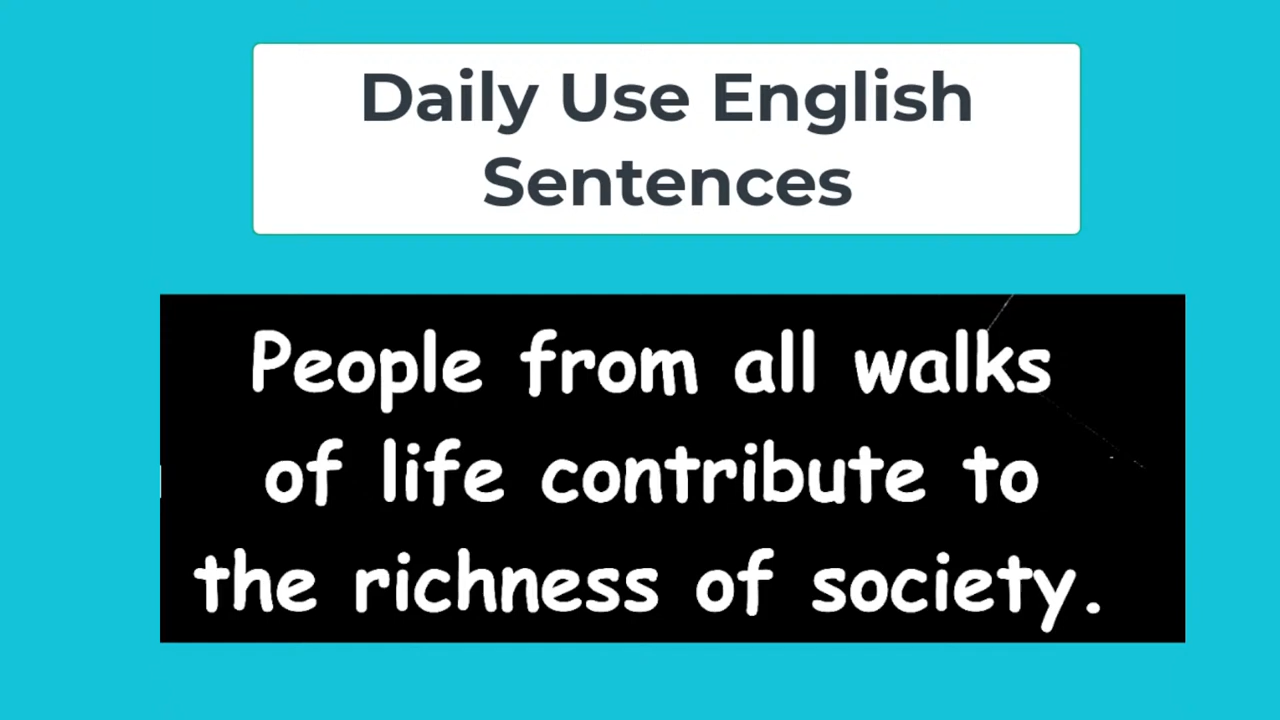 Daily Use English
Sentences
People from all walks
of life contribute to
the richness of society.